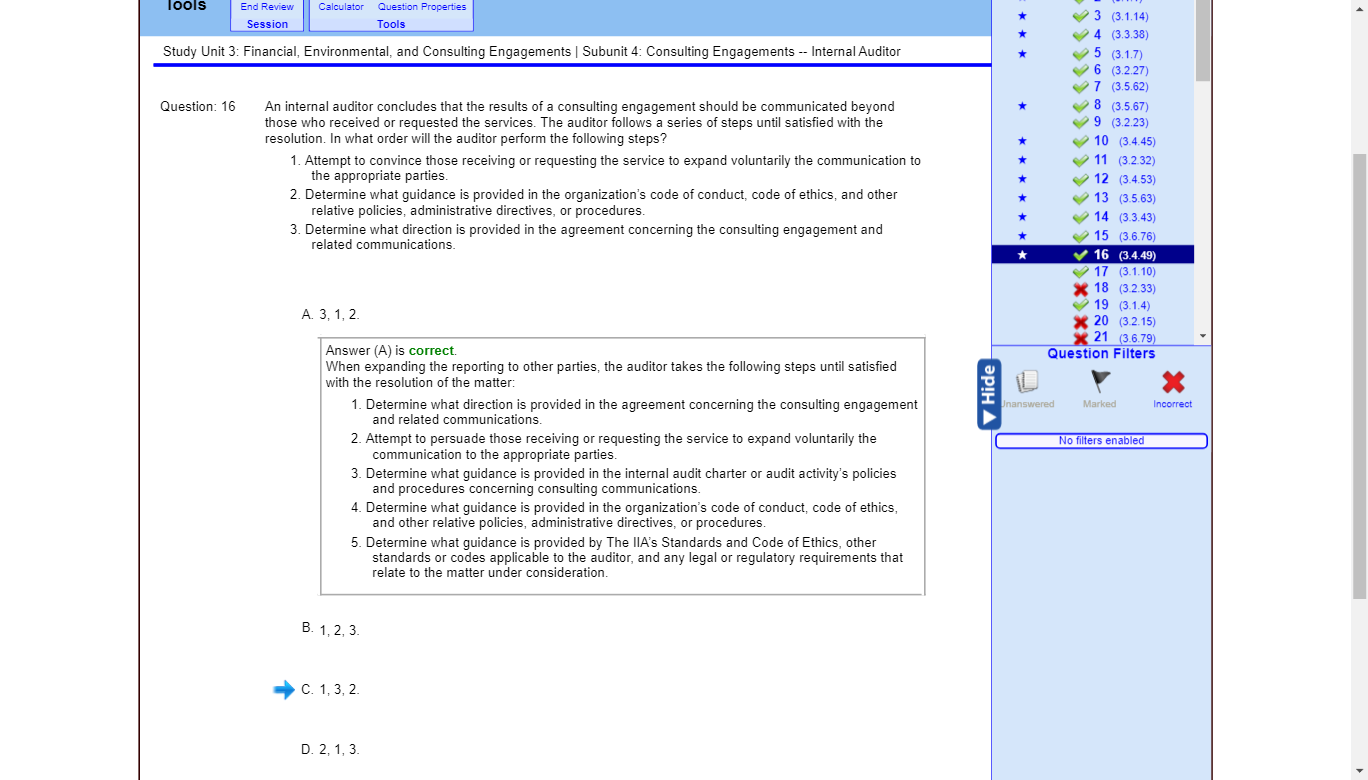 Tools
End Review
Calculator Question Properties
Session
Tools
Study Unit 3: Financial, Environmental, and Consulting Engagements | Subunit 4: Consulting Engagements -- Internal Auditor
Question: 16
An internal auditor concludes that the results of a consulting engagement should be communicated beyond
those who received or requested the services. The auditor follows a series of steps until satisfied with the
resolution. In what order will the auditor perform the following steps?
1. Attempt to convince those receiving or requesting the service to expand voluntarily the communication to
the appropriate parties.
2. Determine what guidance is provided in the organization's code of conduct, code of ethics, and other
relative policies, administrative directives, or procedures.
3. Determine what direction is provided in the agreement concerning the consulting engagement and
related communications.
A. 3, 1, 2.
Answer (A) is correct.
When expanding the reporting to other parties, the auditor takes the following steps until satisfied
with the resolution of the matter:
1. Determine what direction is provided in the agreement concerning the consulting engagement
and related communications.
2. Attempt to persuade those receiving or requesting the service to expand voluntarily the
communication to the appropriate parties.
3. Determine what guidance is provided in the internal audit charter or audit activity's policies
and procedures concerning consulting communications.
4. Determine what guidance is provided in the organization's code of conduct, code of ethics,
and other relative policies, administrative directives, or procedures.
5. Determine what guidance is provided by The IIA's Standards and Code of Ethics, other
standards or codes applicable to the auditor, and any legal or regulatory requirements that
relate to the matter under consideration.
B. 1, 2, 3.
C. 1, 3, 2.
D. 2, 1, 3.
3 (3.1.14)
4 (3.3.38)
5 (3.1.7)
6 (3.2.27)
7 (3.5.62)
8 (3.5.67)
9 (3.2.23)
10 (3.4.45)
11 (3.2.32)
12 (3.4.53)
13 (3.5.63)
14 (3.3.43)
15 (3.6.76)
16 (3.4.49)
17 (3.1.10)
18 (3.2.33)
19 (3.1.4)
20 (3.2.15)
21 (3.6.79)
Question Filters
Hide
Unanswered Marked Incorrect
No filters enabled